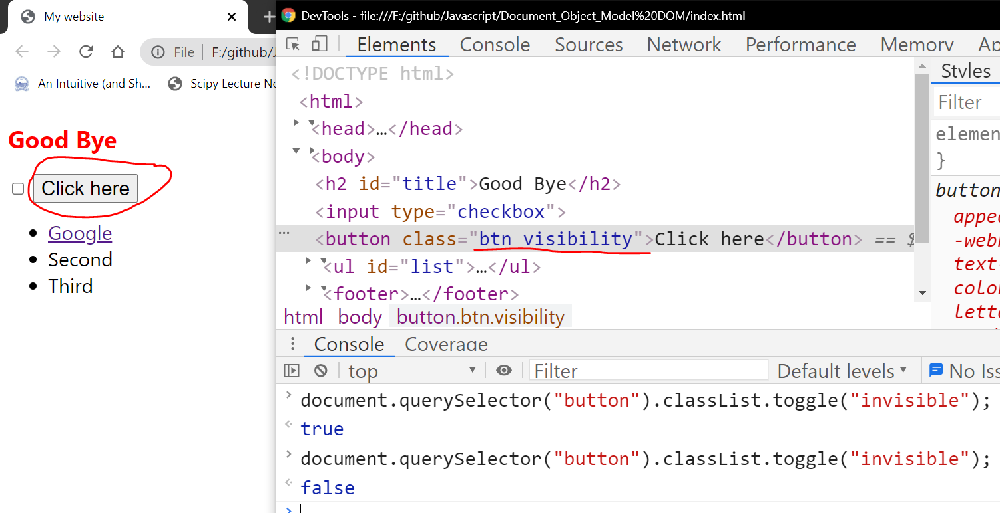 My website
DevTools - file:///F:/github/Javascript/Document_Object_Model%20DOM/index.html
File
F:/github/J
An Intuitive (and Sh...
Scipy Lecture No
Good Bye
Click here
Google
Second
Third
Elements Console Sources Network Performance Memory Ap
<!DOCTYPE html>
<html>
<head>…</head>
<body>
<h2 id="title">Good Bye</h2>
<input type="checkbox">
<button class="btn visibility">Click here</button> == $
<ul id="list">…</ul>
<footer>…</footer>
html body button.btn.visibility
Styles
Filter
elemen
}
button
appea
-webk
text
color
lette
Console Coverage
top
Filter
Default levels
No Iss
document.querySelector("button").classList.toggle("invisible");
true
document.querySelector("button").classList.toggle("invisible");
false